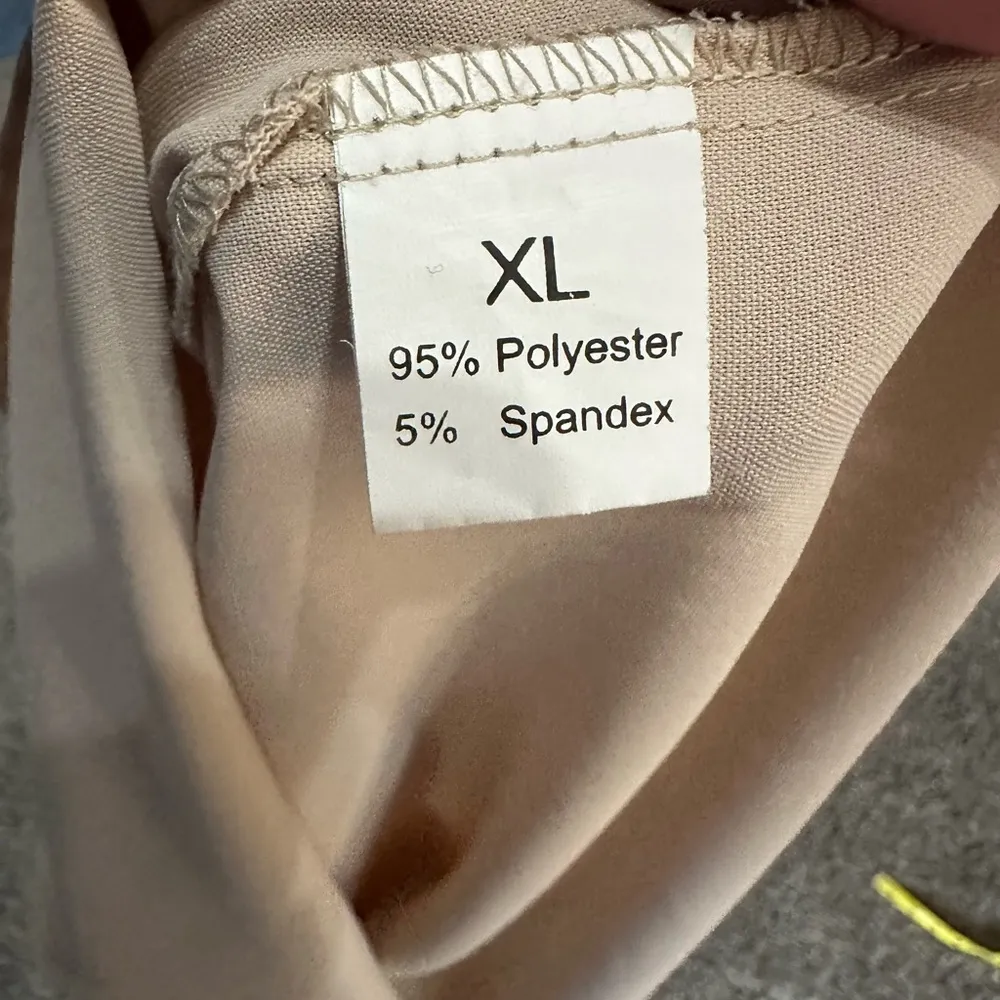 XL
95% Polyester
5% Spandex